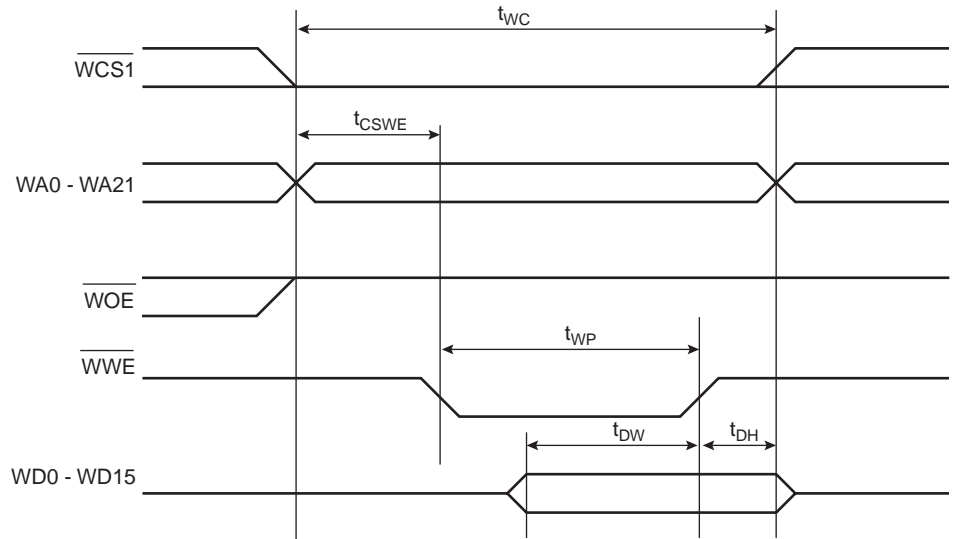 tWC
WCS1
tCSWE
WA0 - WA21
WOE
tWP
WWE
tDW
tDH
WD0 - WD15